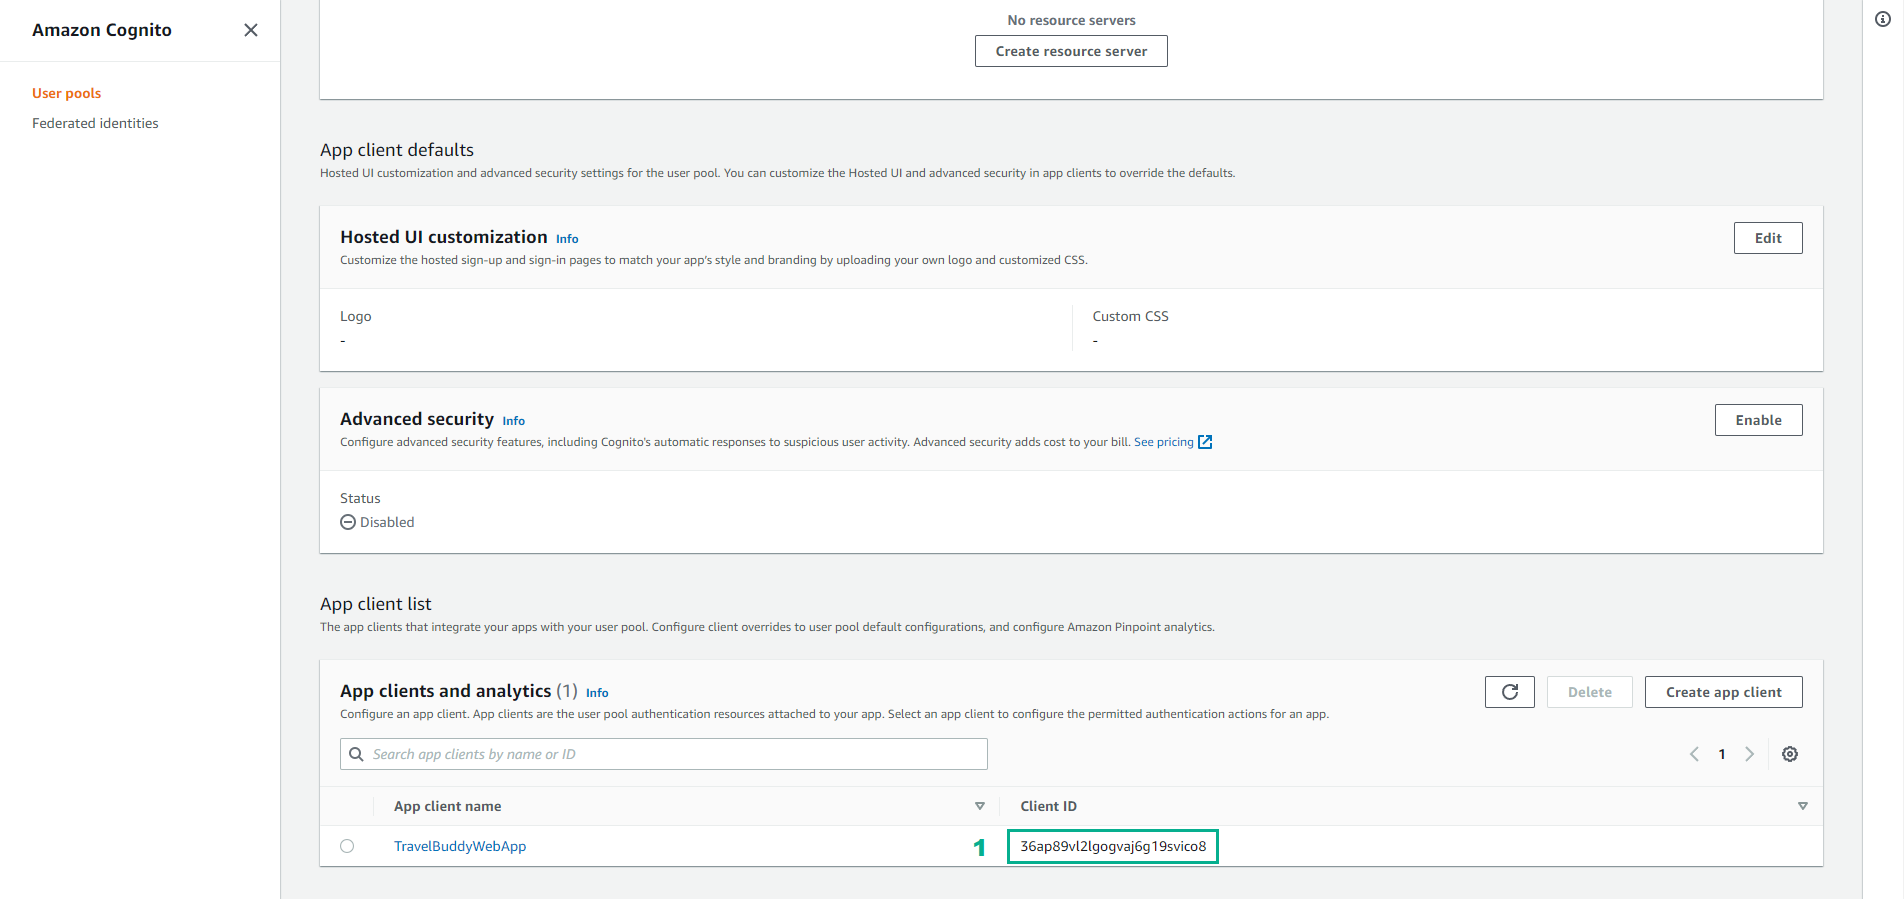 Amazon Cognito
User pools
Federated identities
No resource servers
Create resource server
App client defaults
Hosted UI customization and advanced security settings for the user pool. You can customize the Hosted UI and advanced security in app clients to override the defaults.
Hosted UI customization Info
Edit
Customize the hosted sign-up and sign-in pages to match your app's style and branding by uploading your own logo and customized CSS.
Logo
-
Custom CSS
-
Advanced security Info
Enable
Configure advanced security features, including Cognito's automatic responses to suspicious user activity. Advanced security adds cost to your bill. See pricing
Status
Disabled
App client list
The app clients that integrate your apps with your user pool. Configure client overrides to user pool default configurations, and configure Amazon Pinpoint analytics.
App clients and analytics (1) Info
Delete
Create app client
Configure an app client. App clients are the user pool authentication resources attached to your app. Select an app client to configure the permitted authentication actions for an app.
Search app clients by name or ID
1
App client name
Client ID
TravelBuddyWebApp
1
36ap89vl2lgogvaj6g19svico8